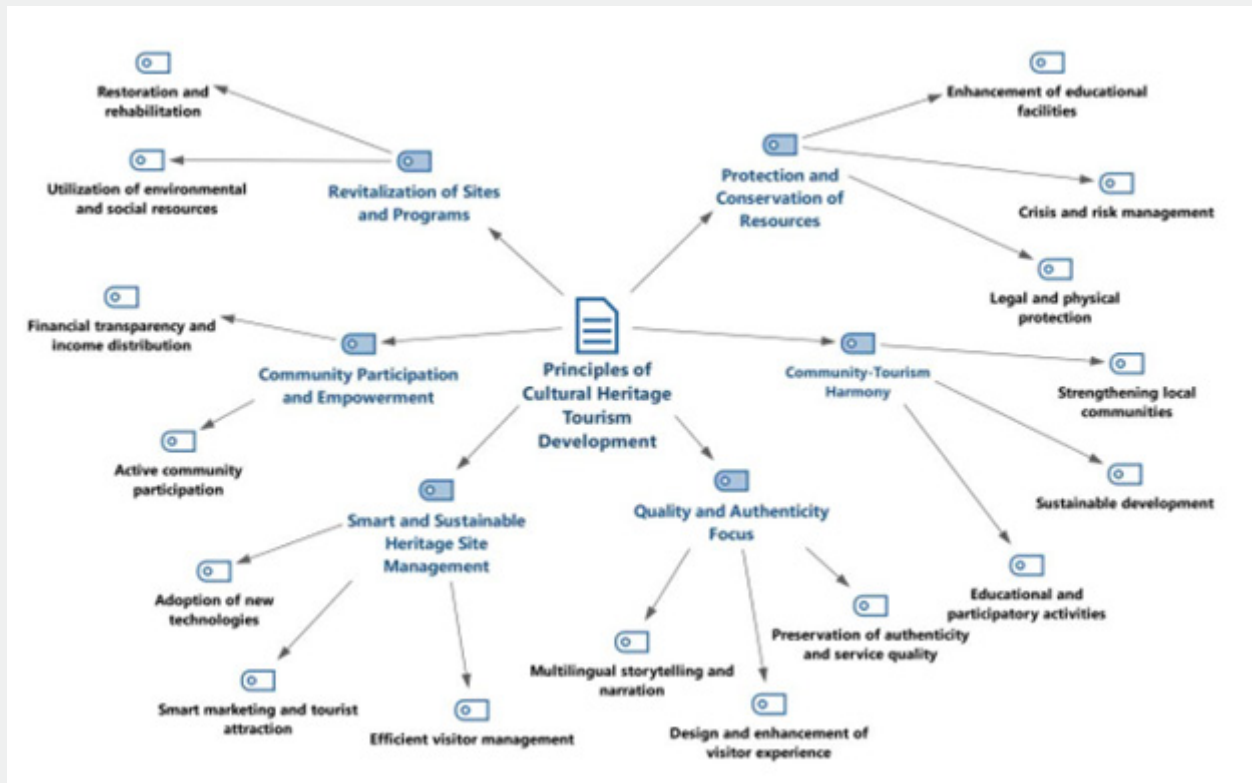 Restoration and
rehabilitation
Utilization of environmental
and social resources
Revitalization of Sites
and Programs
Enhancement of educational
facilities
Protection and
Conservation of
Resources
Crisis and risk management
Legal and physical
protection
Financial transparency and
income distribution
Community Participation
and Empowerment
Active community
participation
Principles of
Cultural Heritage
Tourism
Development
Community-Tourism
Harmony
Strengthening local
communities
Sustainable development
Educational and
participatory activities
Smart and Sustainable
Heritage Site
Management
Adoption of new
technologies
Smart marketing and tourist
attraction
Efficient visitor management
Quality and Authenticity
Focus
Multilingual storytelling and
narration
Design and enhancement of
visitor experience
Preservation of authenticity
and service quality